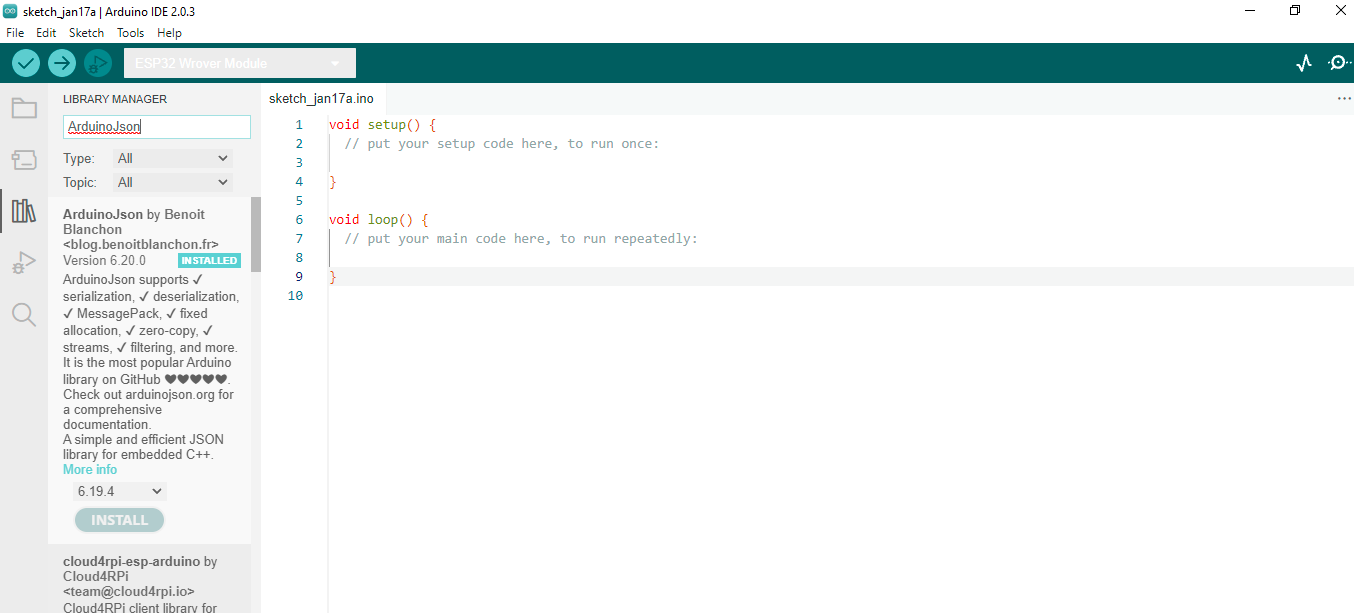 sketch_jan17a | Arduino IDE 2.0.3
File Edit Sketch Tools Help
ESP32 Wrover Module
LIBRARY MANAGER
ArduinoJson
Type: All
Topic: All
ArduinoJson by Benoit
Blanchon
<blog.benoitblanchon.fr>
Version 6.20.0 INSTALLED
ArduinoJson supports ✓
serialization, ✓ deserialization,
✓ MessagePack, ✓ fixed
allocation, ✓ zero-copy, ✓
streams, ✓ filtering, and more.
It is the most popular Arduino
library on GitHub ❤❤❤❤❤.
Check out arduinojson.org for
a comprehensive
documentation.
A simple and efficient JSON
library for embedded C++.
More info
6.19.4
INSTALL
cloud4rpi-esp-arduino by
Cloud4RPi
<team@cloud4rpi.io>
Cloud4RPi client library for
sketch_jan17a.ino
1 void setup() {
2 // put your setup code here, to run once:
3
4 }
5
6 void loop() {
7 // put your main code here, to run repeatedly:
8
9 }
10